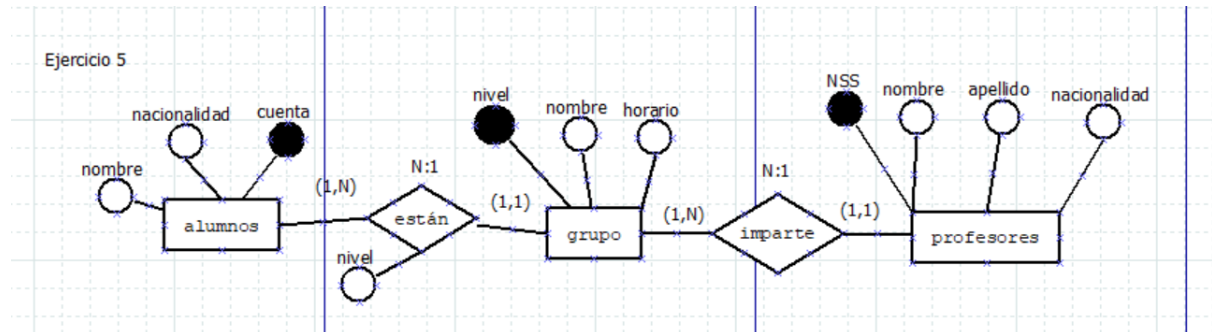 Ejercicio 5
nombre
nacionalidad
cuenta
alumnos
(1,N)
N:1
están
nivel
(1,1)
nivel
nombre
horario
grupo
(1,N)
N:1
imparte
(1,1)
NSS
nombre
apellido
nacionalidad
profesores